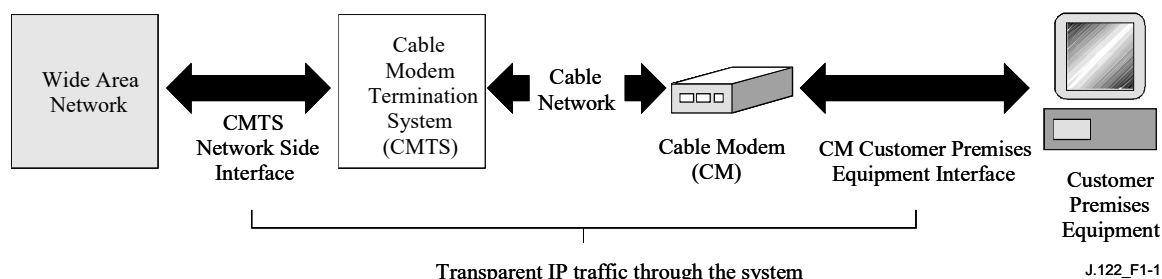 Wide Area
Network
CMTS
Network Side
Interface
Cable
Modem
Termination
System
(CMTS)
Cable
Network
Cable Modem
(CM)
CM Customer Premises
Equipment Interface
Customer
Premises
Equipment
Transparent IP traffic through the system
J.122_F1-1